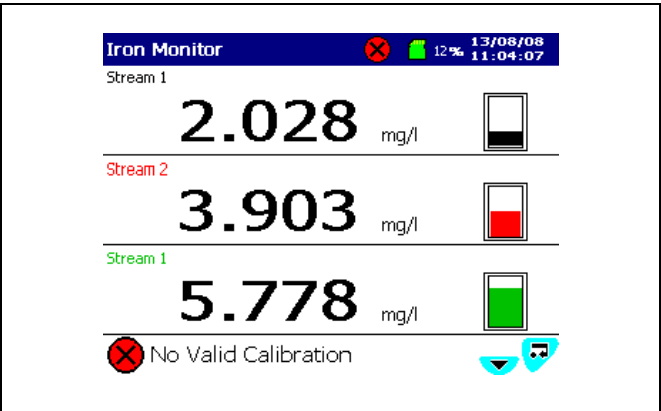 Iron Monitor 12% 13/08/08
11:04:07
Stream 1
2.028 mg/l
Stream 2
3.903 mg/l
Stream 1
5.778 mg/l
No Valid Calibration